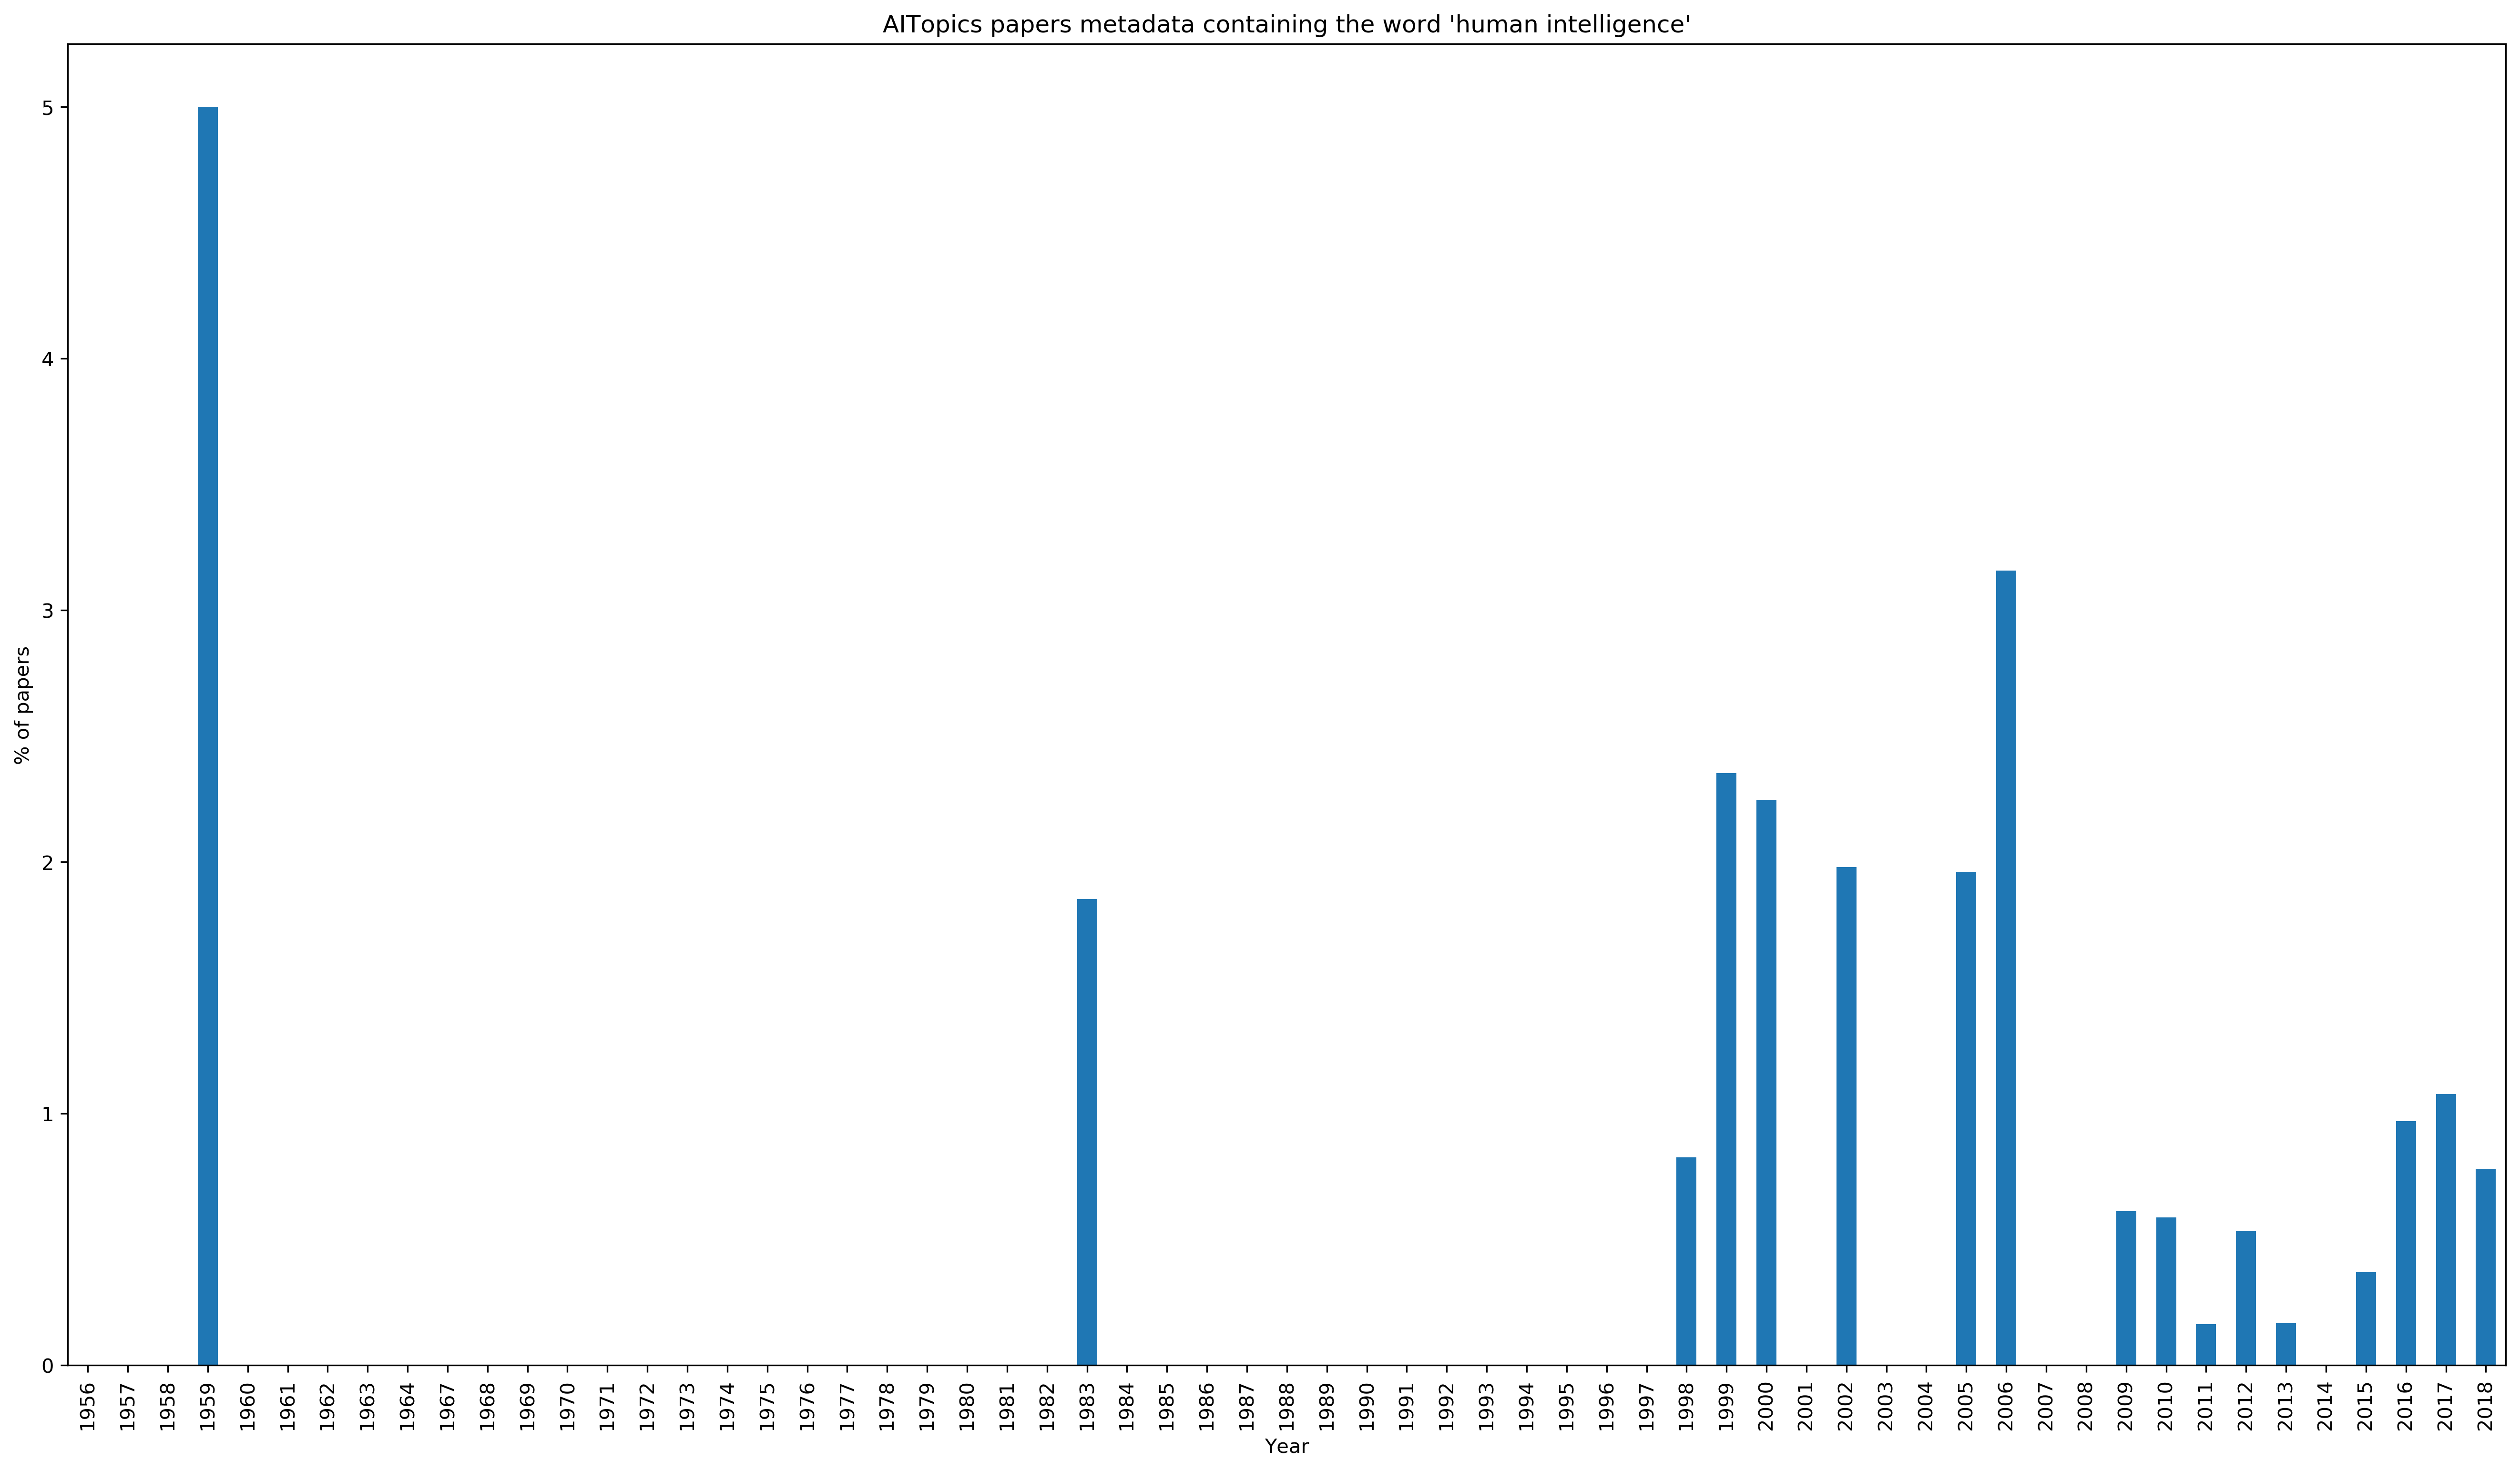 AITopics papers metadata containing the word 'human intelligence'
% of papers
5
4
3
2
1
0
1956 1957 1958 1959 1960 1961 1962 1963 1964 1967 1968 1969 1970 1971 1972 1973 1974 1975 1976 1977 1978 1979 1980 1981 1982 1983 1984 1985 1986 1987 1988 1989 1990 1991 1992 1993 1994 1995 1996 1997 1998 1999 2000 2001 2002 2003 2004 2005 2006 2007 2008 2009 2010 2011 2012 2013 2014 2015 2016 2017 2018
Year